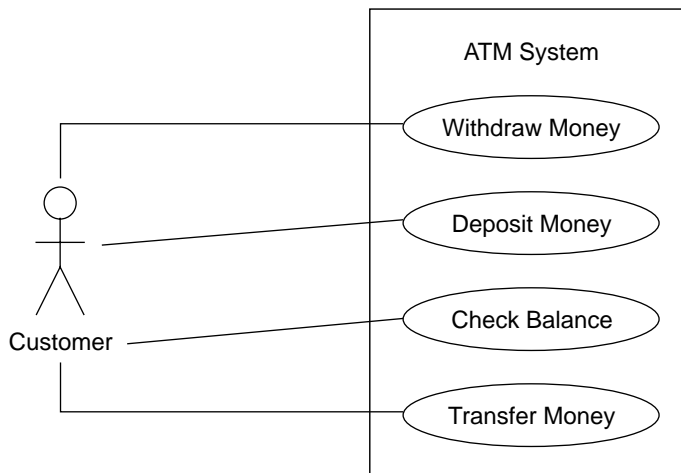 ATM System
Withdraw Money
Deposit Money
Check Balance
Customer
Transfer Money